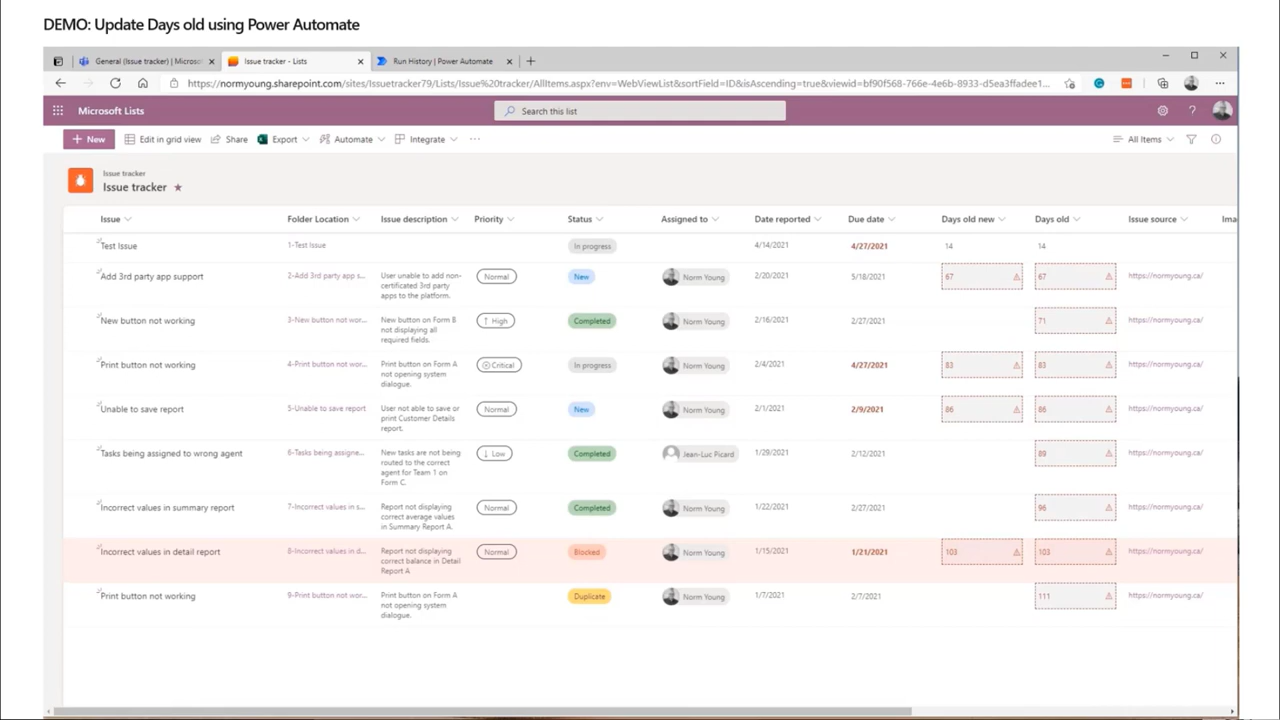 DEMO: Update Days old using Power Automate
General (Issue tracker) | Microsof
Issue tracker - Lists
Run History | Power Automate
https://normyoung.sharepoint.com/sites/Issuetracker79/Lists/Issue%20tracker/AllItems.aspx?env=WebViewList&sortField=ID&isAscending=true&viewid=bf90f568-766e-4e6b-8933-d5ea3ffadee1...
Microsoft Lists
Search this list
+ New Edit in grid view Share Export Automate Integrate ... All Items
Issue tracker
Issue tracker ★
Issue Folder Location Issue description Priority Status Assigned to Date reported Due date Days old new Days old Issue source Ima
Test Issue 1-Test Issue In progress 4/14/2021 4/27/2021 14 14
Add 3rd party app support 2-Add 3rd party app s... User unable to add non- Normal New Norm Young 2/20/2021 5/18/2021 67 67 https://normyoung.ca/
certificated 3rd party
apps to the platform.
New button not working 3-New button not wor... New button on Form B ↑ High Completed Norm Young 2/16/2021 2/27/2021 71 https://normyoung.ca/
not displaying all
required fields.
Print button not working 4-Print button not wor... Print button on Form A Critical In progress Norm Young 2/4/2021 4/27/2021 83 83 https://normyoung.ca/
not opening system
dialogue.
Unable to save report 5-Unable to save report User not able to save or Normal New Norm Young 2/1/2021 2/9/2021 86 86 https://normyoung.ca/
print Customer Details
report.
Tasks being assigned to wrong agent 6-Tasks being assigne... New tasks are not being ↓ Low Completed Jean-Luc Picard 1/29/2021 2/12/2021 89 https://normyoung.ca/
routed to the correct
agent for Team 1 on
Form C.
Incorrect values in summary report 7-Incorrect values in s... Report not displaying Normal Completed Norm Young 1/22/2021 2/27/2021 96 https://normyoung.ca/
correct average values
in Summary Report A.
Incorrect values in detail report 8-Incorrect values in d... Report not displaying Normal Blocked Norm Young 1/15/2021 1/21/2021 103 103 https://normyoung.ca/
correct balance in Detail
Report A
Print button not working 9-Print button not wor... Print button on Form A Duplicate Norm Young 1/7/2021 2/7/2021 111 https://normyoung.ca/
not opening system
dialogue.